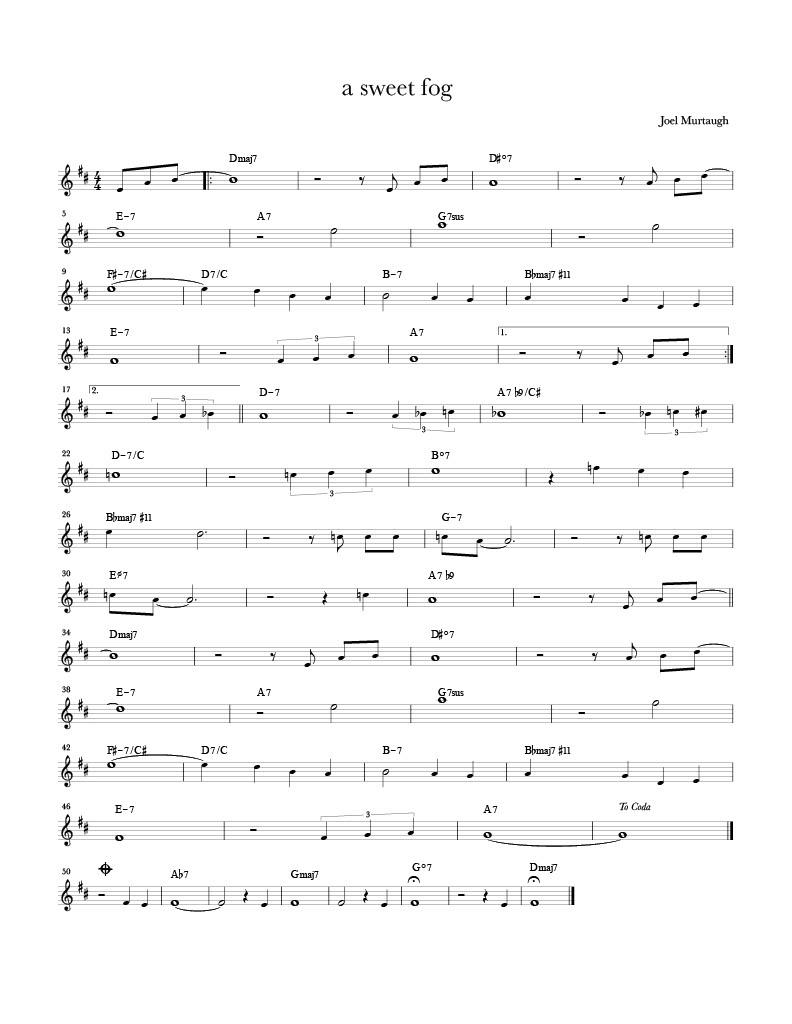 a sweet fog
Joel Murtaugh
Dmaj7 D♯°7
5 E–7 A7 G7sus
9 F♯–7/C♯ D7/C B–7 B♭maj7 ♯11
13 E–7 3 A7 1.
17 2. 3 D–7 3 A7 ♭9/C♯ 3
22 D–7/C 3 B°7
26 B♭maj7 ♯11 G–7
30 E𝆩7 A7 ♭9
34 Dmaj7 D♯°7
38 E–7 A7 G7sus
42 F♯–7/C♯ D7/C B–7 B♭maj7 ♯11
46 E–7 3 A7 To Coda
50 A♭7 Gmaj7 G°7 Dmaj7